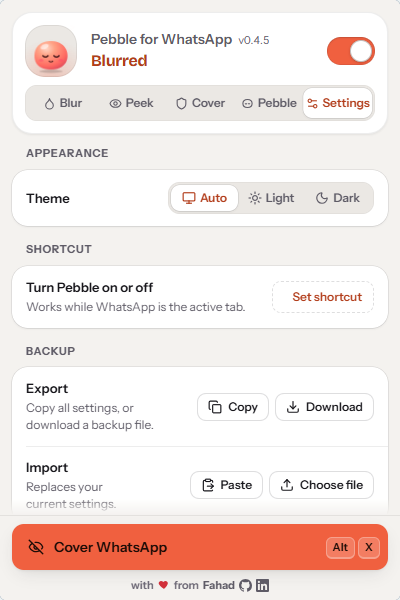 Pebble for WhatsApp v0.4.5
Blurred
Blur Peek Cover Pebble Settings
APPEARANCE
Theme Auto Light Dark
SHORTCUT
Turn Pebble on or off
Works while WhatsApp is the active tab.
Set shortcut
BACKUP
Export
Copy all settings, or
download a backup file.
Copy Download
Import
Replaces your
current settings.
Paste Choose file
Cover WhatsApp Alt X
with from Fahad